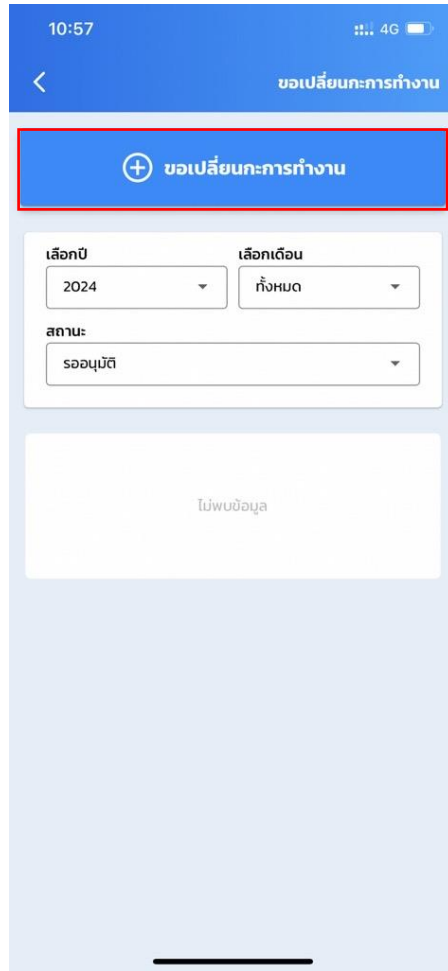 10:57 4G
ขอเปลี่ยนกะการทำงาน
ขอเปลี่ยนกะการทำงาน
เลือกปี เลือกเดือน
2024 ทั้งหมด
สถานะ
รออนุมัติ
ไม่พบข้อมูล